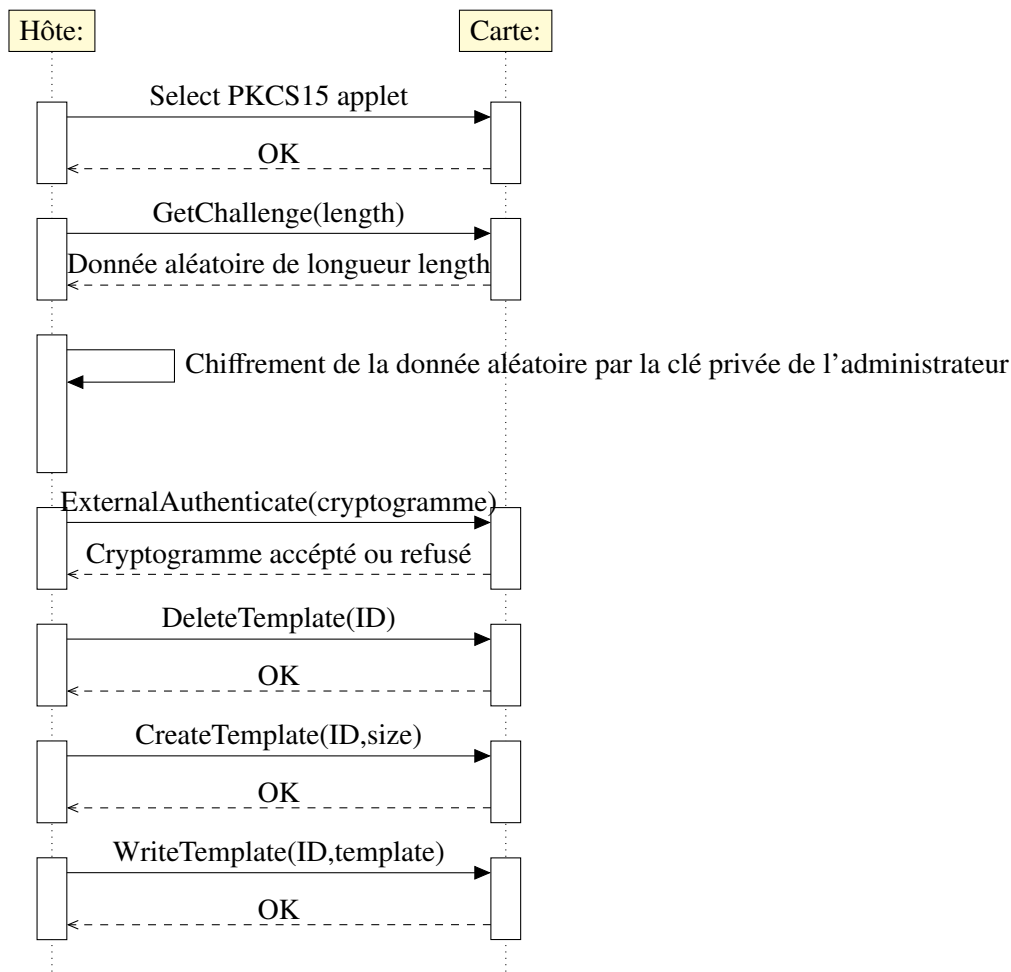 Hôte:
Carte:
Select PKCS15 applet
OK
GetChallenge(length)
Donnée aléatoire de longueur length
Chiffrement de la donnée aléatoire par la clé privée de l'administrateur
ExternalAuthenticate(cryptogramme)
Cryptogramme accépté ou refusé
DeleteTemplate(ID)
OK
CreateTemplate(ID,size)
OK
WriteTemplate(ID,template)
OK